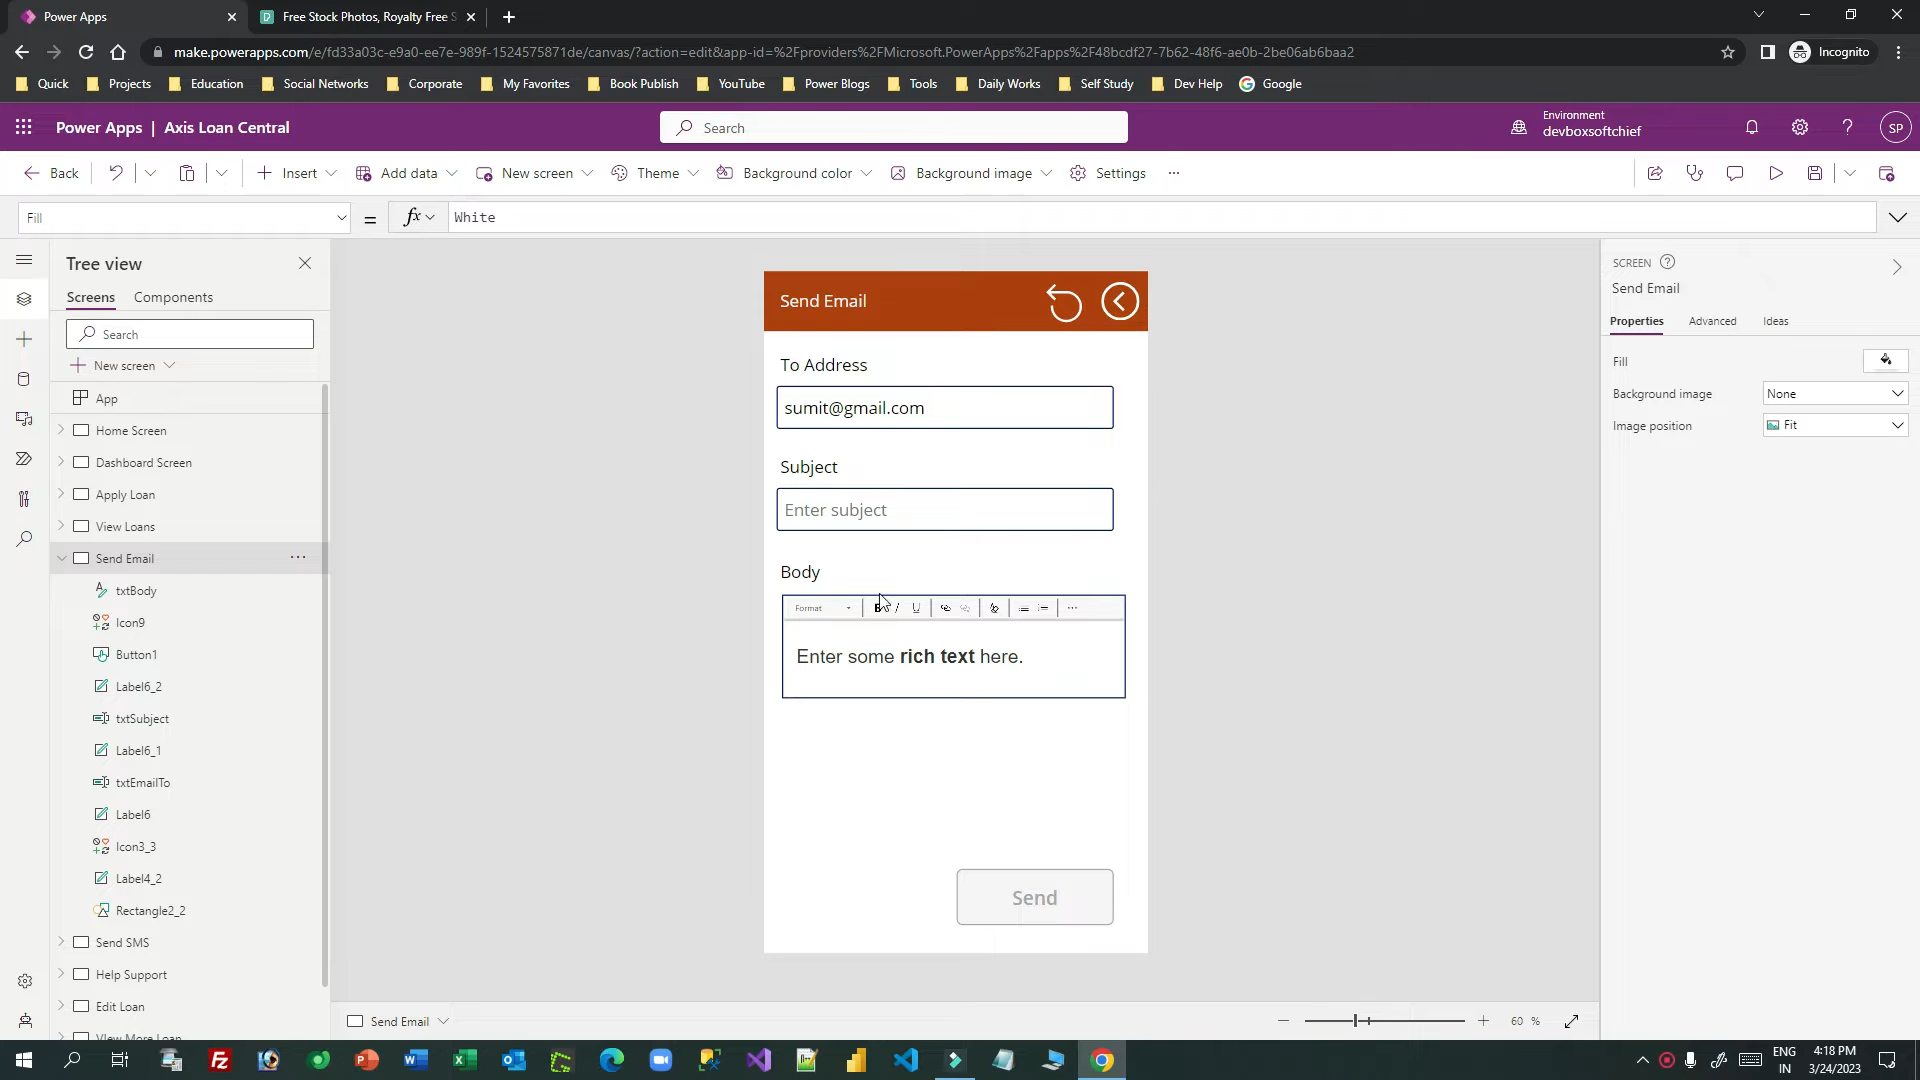 Power Apps
Free Stock Photos, Royalty Free S
make.powerapps.com/e/fd33a03c-e9a0-ee7e-989f-1524575871de/canvas/?action=edit&app-id=%2Fproviders%2FMicrosoft.PowerApps%2Fapps%2F48bcdf27-7b62-48f6-ae0b-2be06ab6baa2
Incognito
Quick
Projects
Education
Social Networks
Corporate
My Favorites
Book Publish
YouTube
Power Blogs
Tools
Daily Works
Self Study
Dev Help
Google
Power Apps | Axis Loan Central
Search
Environment
devboxsoftchief
SP
Back
Insert
Add data
New screen
Theme
Background color
Background image
Settings
Fill
=
fx
White
Tree view
Screens
Components
Search
New screen
App
Home Screen
Dashboard Screen
Apply Loan
View Loans
Send Email
txtBody
Icon9
Button1
Label6_2
txtSubject
Label6_1
txtEmailTo
Label6
Icon3_3
Label4_2
Rectangle2_2
Send SMS
Help Support
Edit Loan
View More Loan
Send Email
To Address
sumit@gmail.com
Subject
Enter subject
Body
Format
B I U
Enter some rich text here.
Send
SCREEN
Send Email
Properties
Advanced
Ideas
Fill
Background image
None
Image position
Fit
Send Email
60 %
ENG
IN
4:18 PM
3/24/2023